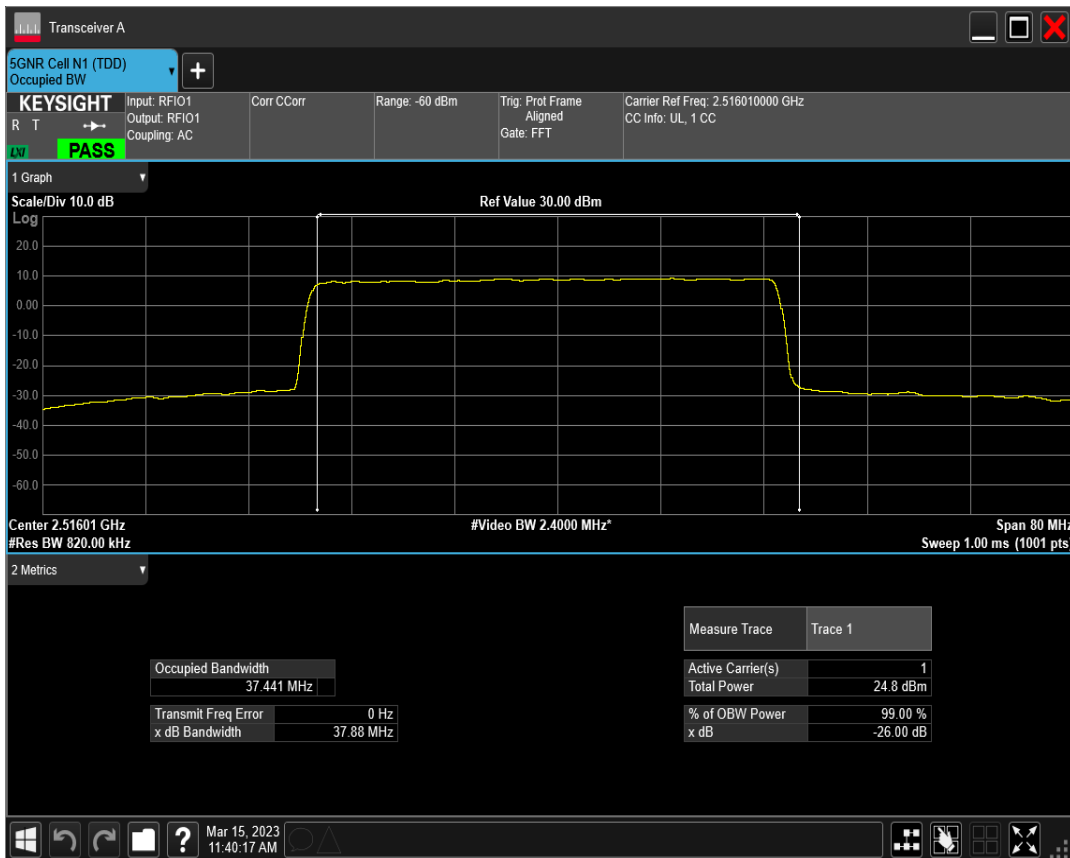 Transceiver A
5GNR Cell N1 (TDD)
Occupied BW
+
KEYSIGHT
R T
LXI
PASS
Input: RFIO1
Output: RFIO1
Coupling: AC
Corr CCorr
Range: -60 dBm
Trig: Prot Frame
Aligned
Gate: FFT
Carrier Ref Freq: 2.516010000 GHz
CC Info: UL, 1 CC
1 Graph
Scale/Div 10.0 dB
Ref Value 30.00 dBm
Log
20.0
10.0
0.00
-10.0
-20.0
-30.0
-40.0
-50.0
-60.0
Center 2.51601 GHz
#Video BW 2.4000 MHz*
Span 80 MHz
#Res BW 820.00 kHz
Sweep 1.00 ms (1001 pts)
2 Metrics
Measure Trace Trace 1
Occupied Bandwidth
37.441 MHz
Active Carrier(s) 1
Total Power 24.8 dBm
Transmit Freq Error 0 Hz
x dB Bandwidth 37.88 MHz
% of OBW Power 99.00 %
x dB -26.00 dB
?
Mar 15, 2023
11:40:17 AM